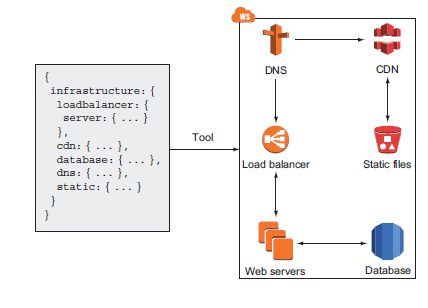 WS
DNS
CDN
{
infrastructure: {
loadbalancer: {
server: { ... }
},
cdn: { ... },
database: { ... },
dns: { ... },
static: { ... }
}
}
Tool
Load balancer
Static files
Web servers
Database